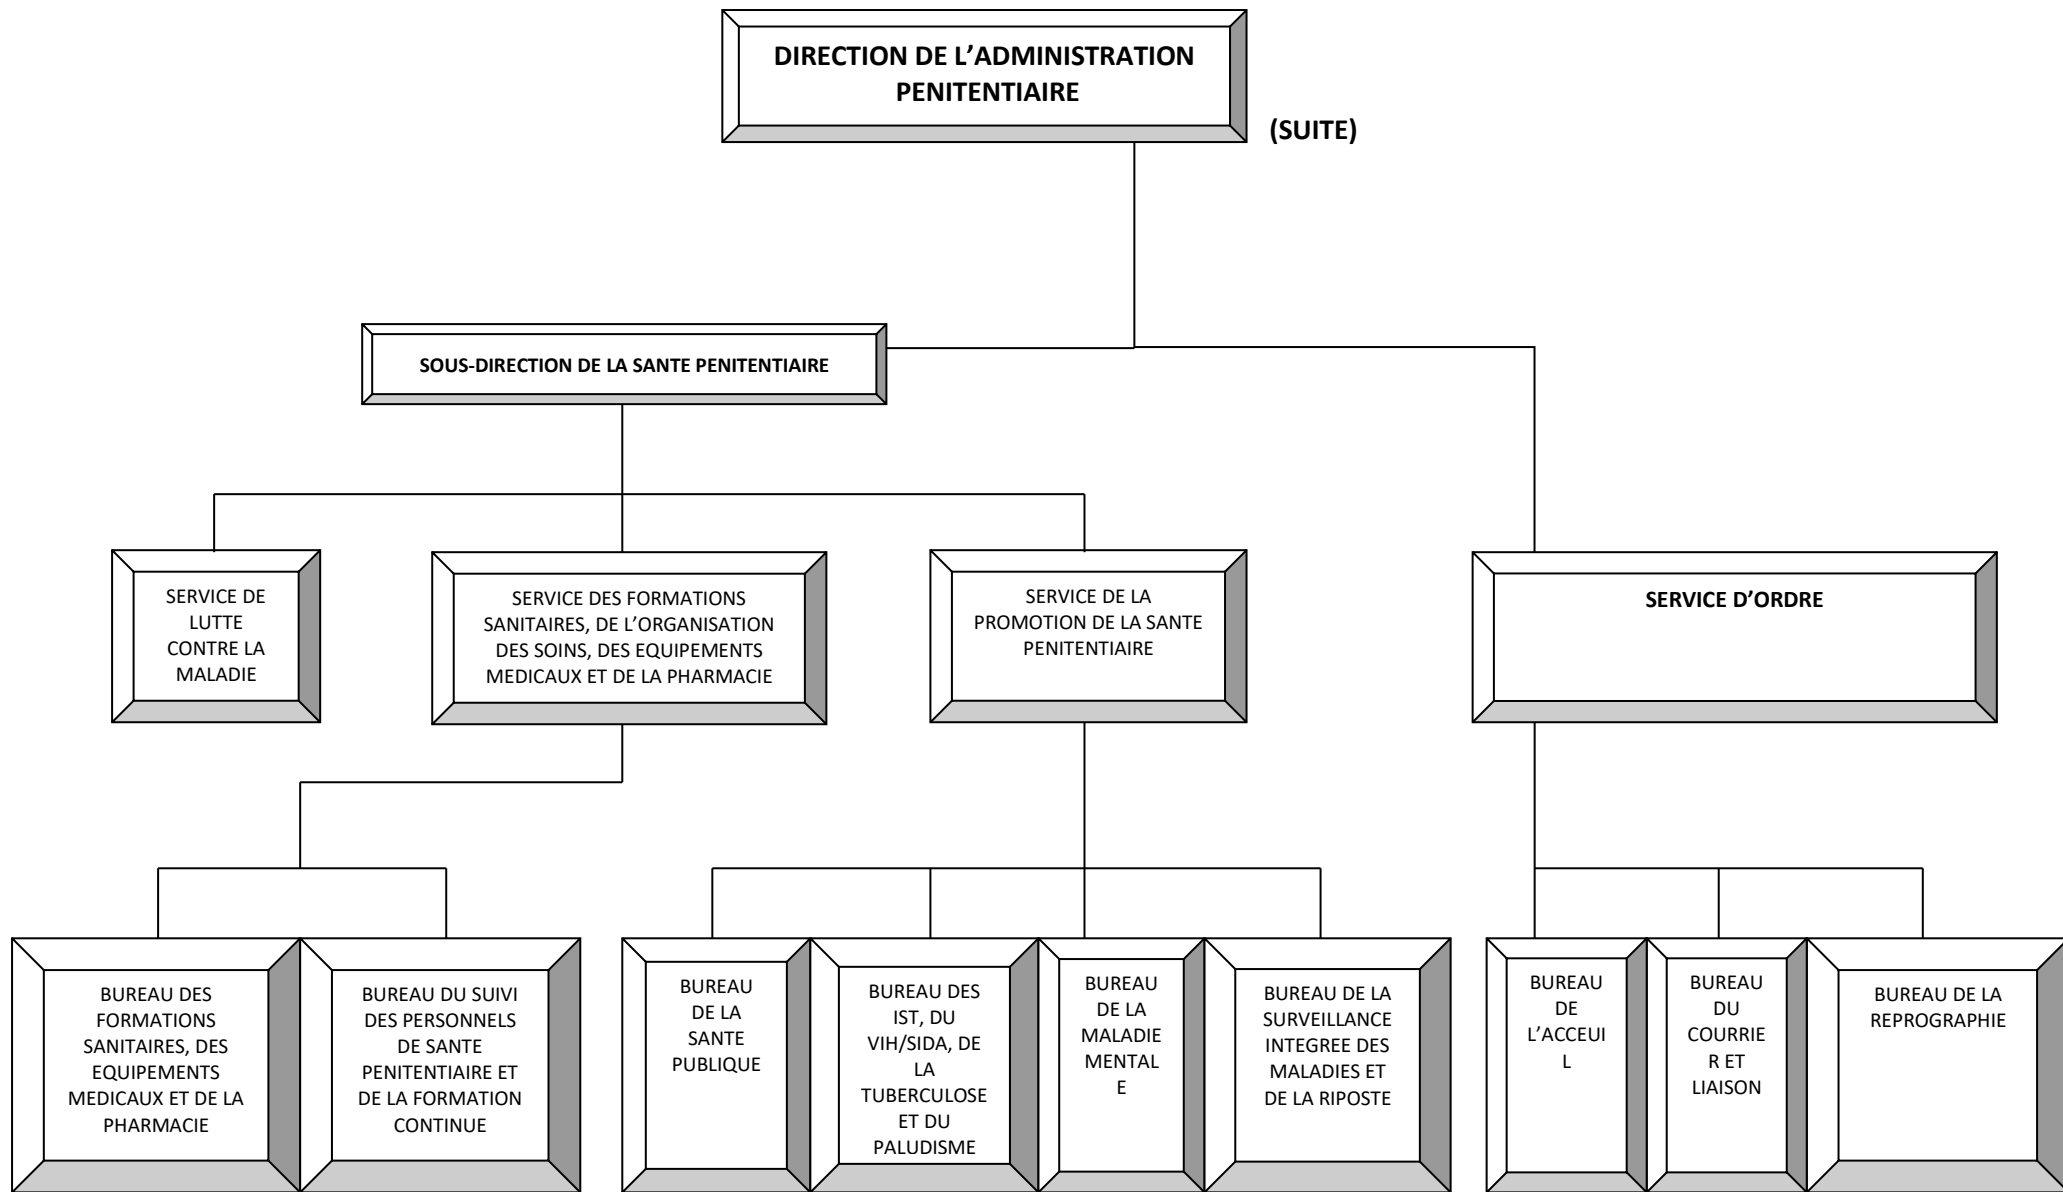 DIRECTION DE L’ADMINISTRATION
PENITENTIAIRE
(SUITE)
SOUS-DIRECTION DE LA SANTE PENITENTIAIRE
SERVICE DE
LUTTE
CONTRE LA
MALADIE
SERVICE DES FORMATIONS
SANITAIRES, DE L’ORGANISATION
DES SOINS, DES EQUIPEMENTS
MEDICAUX ET DE LA PHARMACIE
SERVICE DE LA
PROMOTION DE LA SANTE
PENITENTIAIRE
SERVICE D’ORDRE
BUREAU DES
FORMATIONS
SANITAIRES, DES
EQUIPEMENTS
MEDICAUX ET DE LA
PHARMACIE
BUREAU DU SUIVI
DES PERSONNELS
DE SANTE
PENITENTIAIRE ET
DE LA FORMATION
CONTINUE
BUREAU
DE LA
SANTE
PUBLIQUE
BUREAU DES
IST, DU
VIH/SIDA, DE
LA
TUBERCULOSE
ET DU
PALUDISME
BUREAU
DE LA
MALADIE
MENTAL
E
BUREAU DE LA
SURVEILLANCE
INTEGREE DES
MALADIES ET
DE LA RIPOSTE
BUREAU
DE
L’ACCEUI
L
BUREAU
DU
COURRIE
R ET
LIAISON
BUREAU DE LA
REPROGRAPHIE